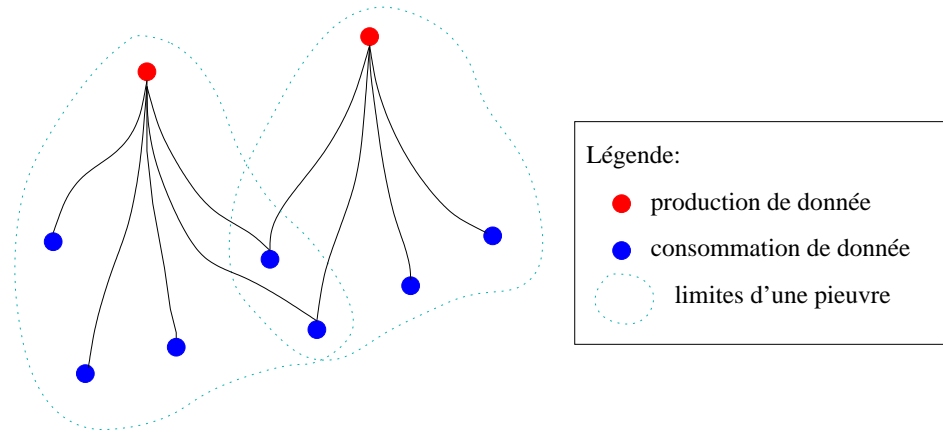 Légende:
production de donnée
consommation de donnée
limites d'une pieuvre